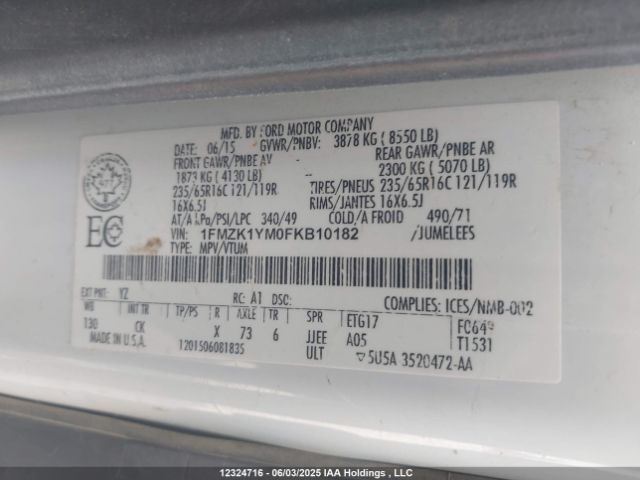 MFD. BY FORD MOTOR COMPANY
DATE: 06/15 GVWR/PNBV: 3878 KG ( 8550 LB)
FRONT GAWR/PNBE AV REAR GAWR/PNBE AR
1873 KG ( 4130 LB) 2300 KG ( 5070 LB)
235/65R16C 121/119R TIRES/PNEUS 235/65R16C 121/119R
16X6.5J RIMS/JANTES 16X6.5J
AT/A kPa/PSI/LPC 340/49 COLD/A FROID 490/71
VIN: 1FMZK1YM0FKB10182 /JUMELEES
TYPE: MPV/VTUM
EC
EXT PNT: YZ RC: A1 DSO: COMPLIES: ICES/NMB-002
WB INT TR TP/PS R AXLE TR SPR ETG17 FC649
130 CK X 73 6 JJEE A05 T1531
MADE IN U.S.A. 1201506081835 ULT ▽5U5A 3520472-AA
12324716 - 06/03/2025 IAA Holdings , LLC